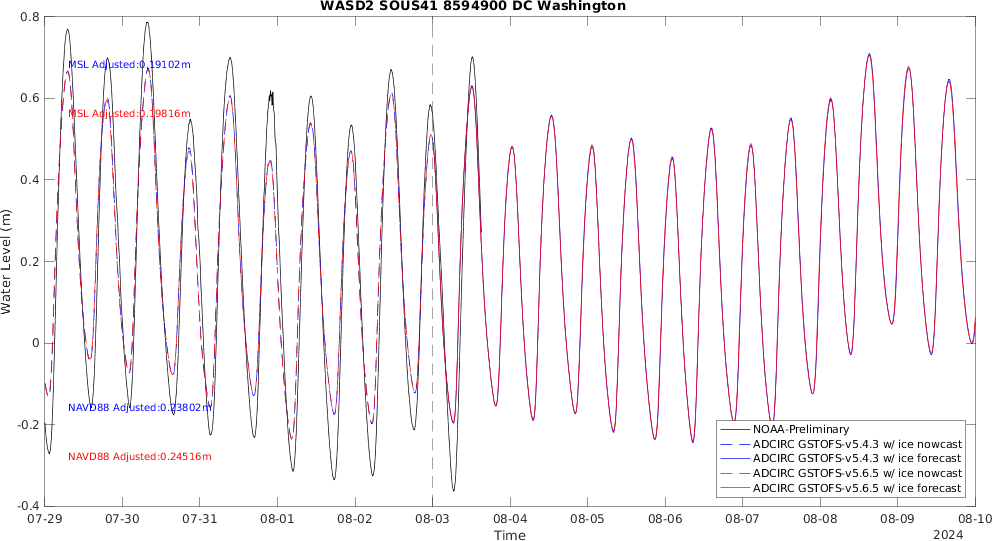 WASD2 SOUS41 8594900 DC Washington
0.8
0.6
0.4
0.2
0
-0.2
-0.4
Water Level (m)
MSL Adjusted:0.19102m
MSL Adjusted:0.19816m
NAVD88 Adjusted:0.23802m
NAVD88 Adjusted:0.24516m
NOAA-Preliminary
ADCIRC GSTOFS-v5.4.3 w/ ice nowcast
ADCIRC GSTOFS-v5.4.3 w/ ice forecast
ADCIRC GSTOFS-v5.6.5 w/ ice nowcast
ADCIRC GSTOFS-v5.6.5 w/ ice forecast
07-29 07-30 07-31 08-01 08-02 08-03 08-04 08-05 08-06 08-07 08-08 08-09 08-10
Time
2024